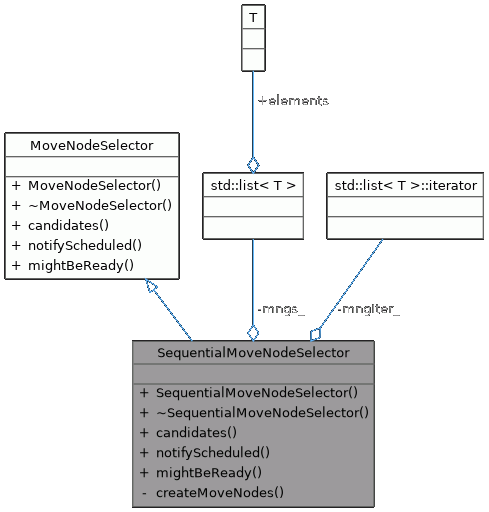 T
+elements
MoveNodeSelector
+ MoveNodeSelector()
+ ~MoveNodeSelector()
+ candidates()
+ notifyScheduled()
+ mightBeReady()
std::list< T >
std::list< T >::iterator
-mngs_
-mngIter_
SequentialMoveNodeSelector
+ SequentialMoveNodeSelector()
+ ~SequentialMoveNodeSelector()
+ candidates()
+ notifyScheduled()
+ mightBeReady()
- createMoveNodes()